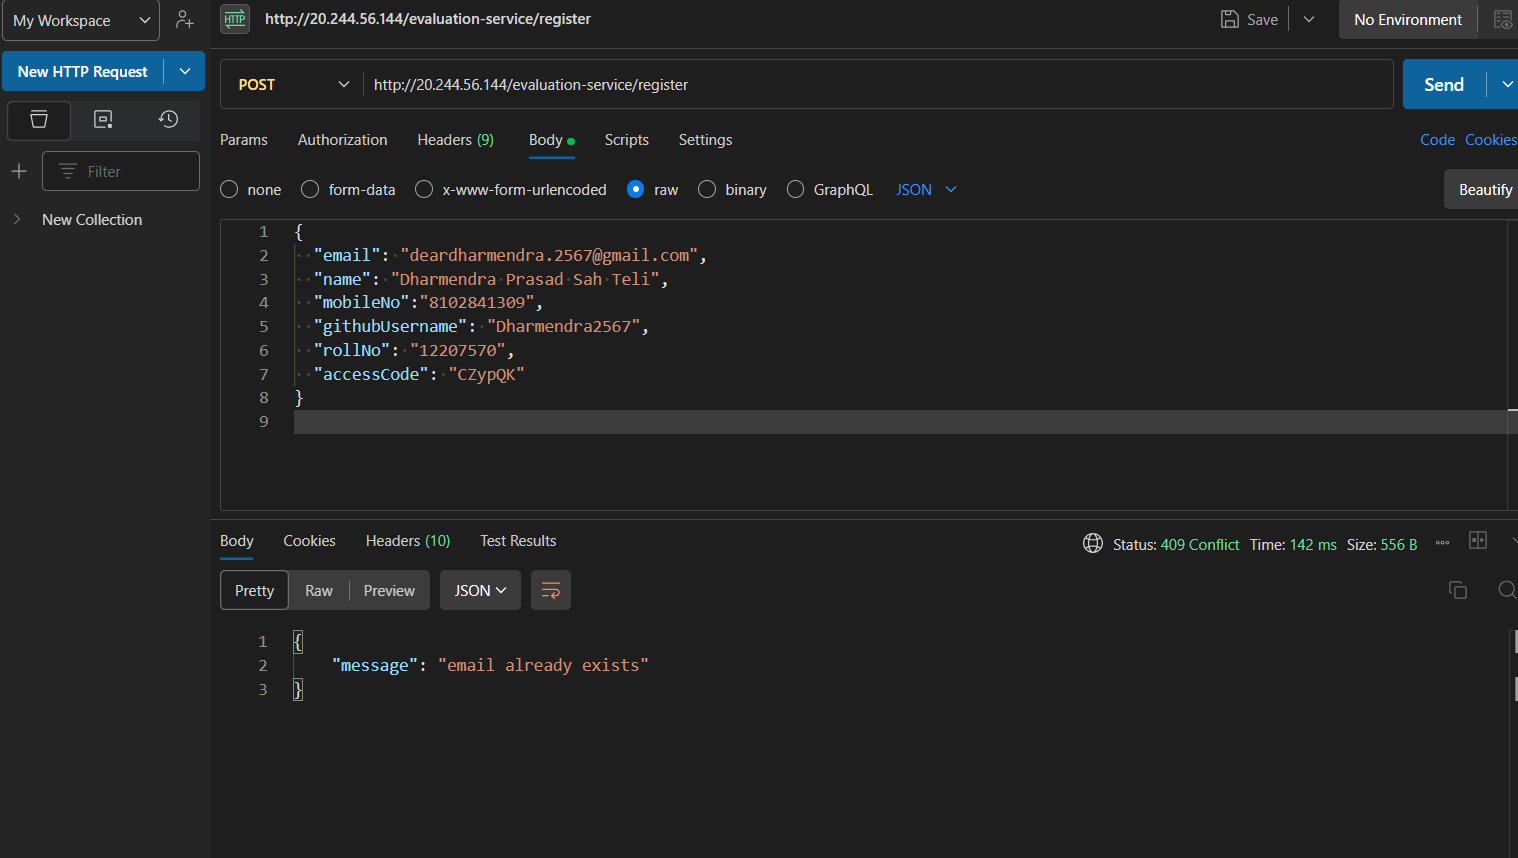 My Workspace
HTTP http://20.244.56.144/evaluation-service/register
Save
No Environment
New HTTP Request
POST http://20.244.56.144/evaluation-service/register
Send
Params Authorization Headers (9) Body Scripts Settings
Code Cookies
Filter
none form-data x-www-form-urlencoded raw binary GraphQL JSON
Beautify
New Collection
1 {
2 "email": "deardharmendra.2567@gmail.com",
3 "name": "Dharmendra Prasad Sah Teli",
4 "mobileNo":"8102841309",
5 "githubUsername": "Dharmendra2567",
6 "rollNo": "12207570",
7 "accessCode": "CZypQK"
8 }
9
Body Cookies Headers (10) Test Results
Status: 409 Conflict Time: 142 ms Size: 556 B
Pretty Raw Preview JSON
1 {
2 "message": "email already exists"
3 }